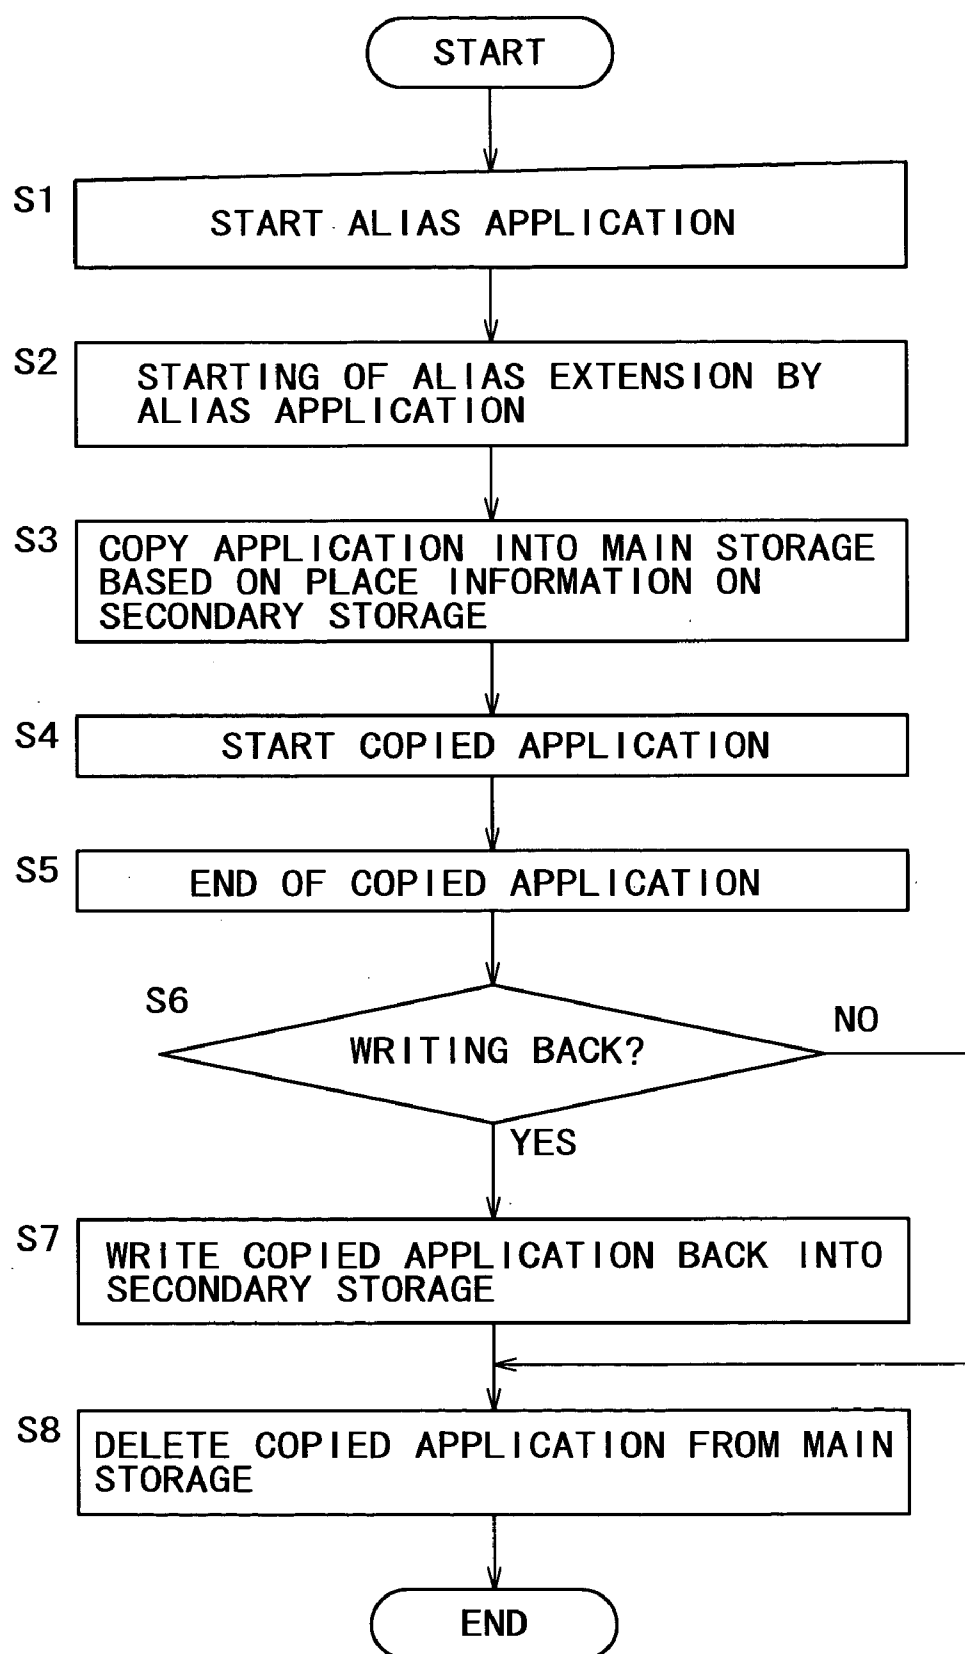 START
S1
START ALIAS APPLICATION
S2
STARTING OF ALIAS EXTENSION BY
ALIAS APPLICATION
S3
COPY APPLICATION INTO MAIN STORAGE
BASED ON PLACE INFORMATION ON
SECONDARY STORAGE
S4
START COPIED APPLICATION
S5
END OF COPIED APPLICATION
S6
WRITING BACK?
NO
YES
S7
WRITE COPIED APPLICATION BACK INTO
SECONDARY STORAGE
S8
DELETE COPIED APPLICATION FROM MAIN
STORAGE
END